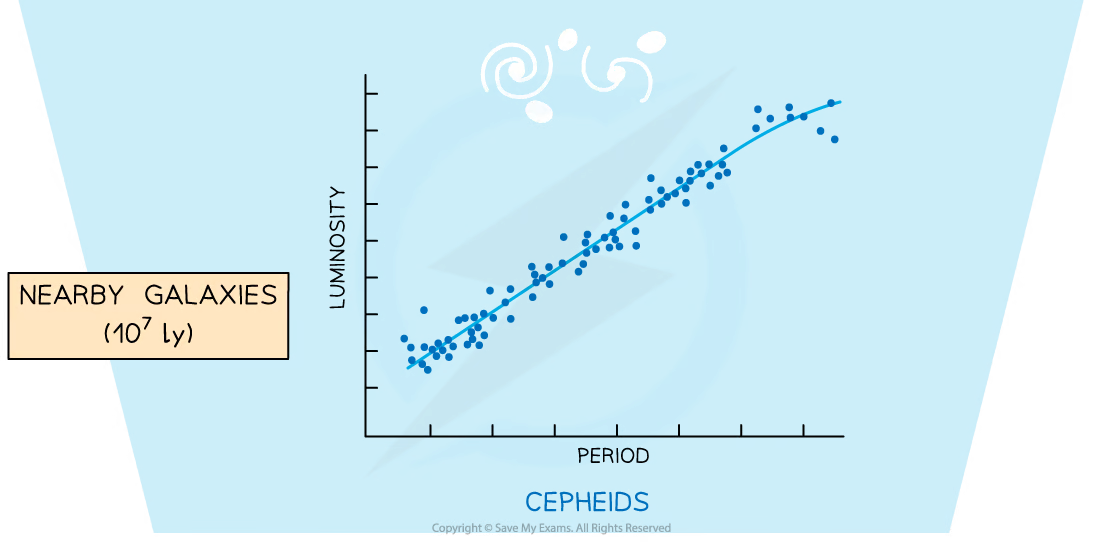 NEARBY GALAXIES
(10⁷ ly)
LUMINOSITY
PERIOD
CEPHEIDS
Copyright © Save My Exams. All Rights Reserved